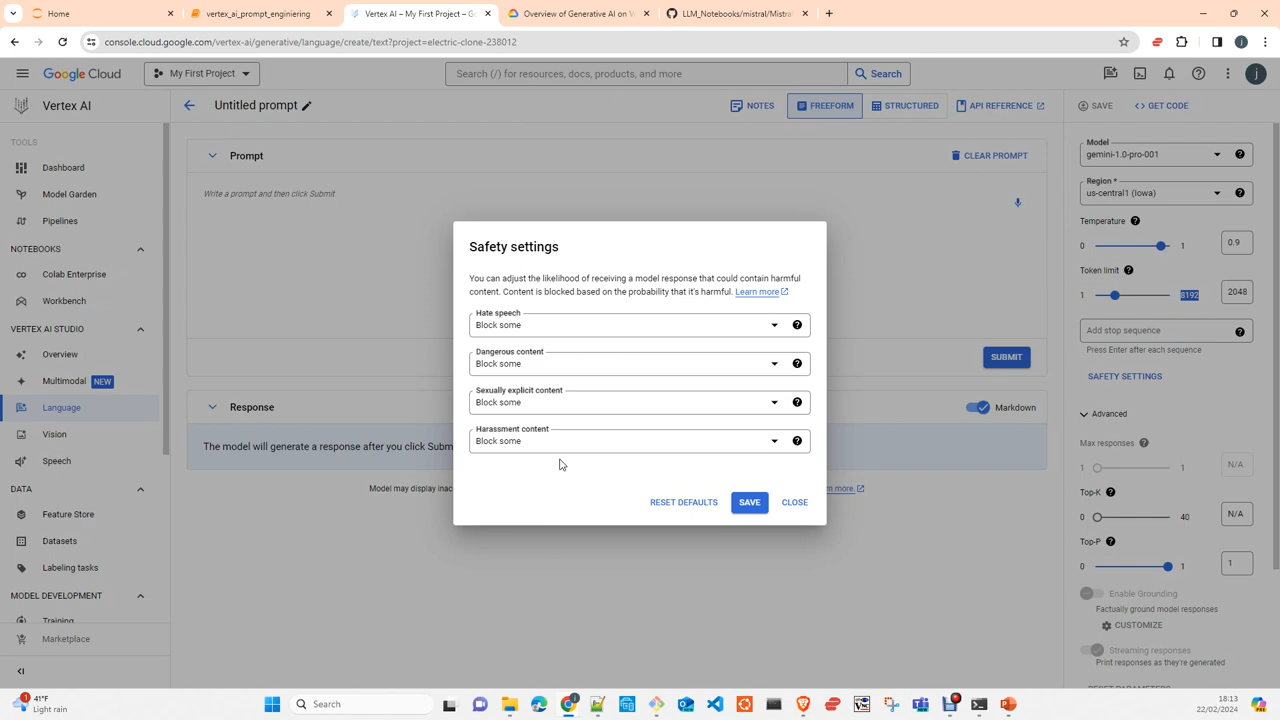 Home
vertex_ai_prompt_enginiering
Vertex AI – My First Project – G
Overview of Generative AI on V
LLM_Notebooks/mistral/Mistra
console.cloud.google.com/vertex-ai/generative/language/create/text?project=electric-clone-238012
Google Cloud
My First Project
Search (/) for resources, docs, products, and more
Search
j
Vertex AI
Untitled prompt
NOTES
FREEFORM
STRUCTURED
API REFERENCE
SAVE
GET CODE
TOOLS
Dashboard
Model Garden
Pipelines
NOTEBOOKS
Colab Enterprise
Workbench
VERTEX AI STUDIO
Overview
Multimodal NEW
Language
Vision
Speech
DATA
Feature Store
Datasets
Labeling tasks
MODEL DEVELOPMENT
Training
Marketplace
Prompt
CLEAR PROMPT
Write a prompt and then click Submit
SUBMIT
Response
Markdown
The model will generate a response after you click Subm
Model may display inac
rn more.
Safety settings
You can adjust the likelihood of receiving a model response that could contain harmful
content. Content is blocked based on the probability that it's harmful. Learn more
Hate speech
Block some
Dangerous content
Block some
Sexually explicit content
Block some
Harassment content
Block some
RESET DEFAULTS
SAVE
CLOSE
Model
gemini-1.0-pro-001
Region *
us-central1 (Iowa)
Temperature
0 1 0.9
Token limit
1 8192 2048
Add stop sequence
Press Enter after each sequence
SAFETY SETTINGS
Advanced
Max responses
1 1 N/A
Top-K
0 40 N/A
Top-P
0 1 1
Enable Grounding
Factually ground model responses
CUSTOMIZE
Streaming responses
Print responses as they're generated
RESET PARAMETERS
1
41°F
Light rain
Search
18:13
22/02/2024